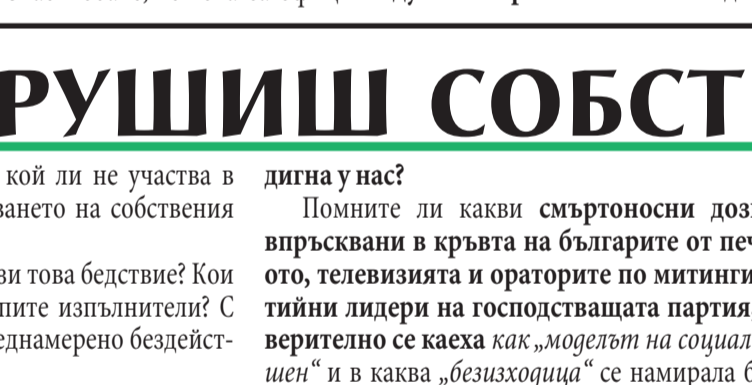 РУШИШ СОБСТ
кой ли не участва в
ването на собствения
ви това бедствие? Кои
пите изпълнители? С
еднамерено бездейст-
дигна у нас?
Помните ли какви смъртоносни доз
впръсквани в кръвта на българите от печ
ото, телевизията и ораторите по митинги
тийни лидери на господстващата партия,
верително се каеха как „моделът на социал
шен“ и в каква „безизходица“ се намирала б